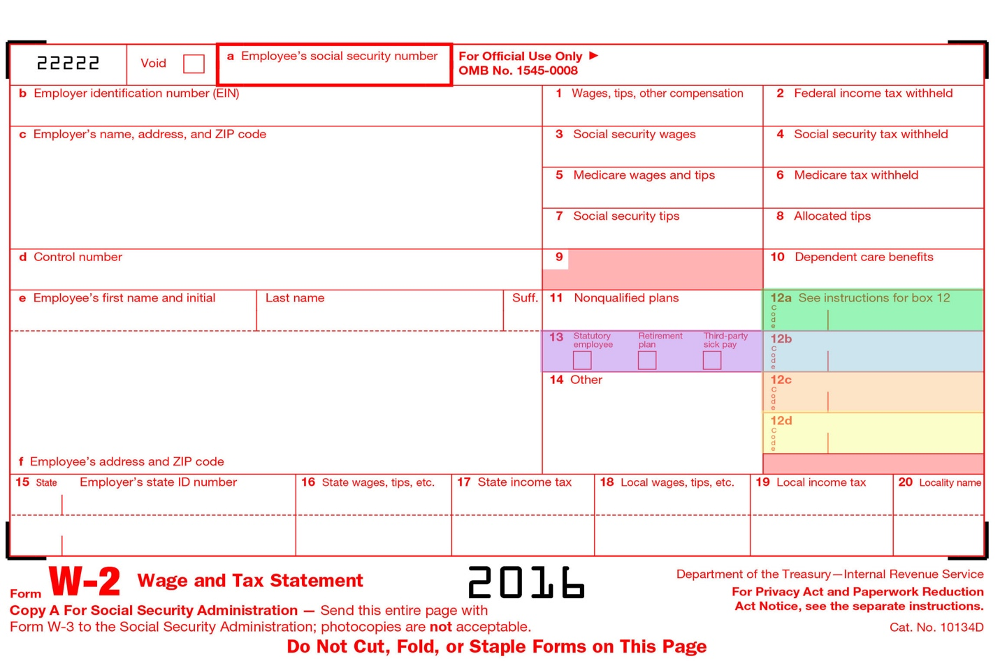 22222 Void a Employee's social security number For Official Use Only ►
OMB No. 1545-0008
b Employer identification number (EIN) 1 Wages, tips, other compensation 2 Federal income tax withheld
c Employer's name, address, and ZIP code 3 Social security wages 4 Social security tax withheld
5 Medicare wages and tips 6 Medicare tax withheld
7 Social security tips 8 Allocated tips
d Control number 9 10 Dependent care benefits
e Employee's first name and initial Last name Suff. 11 Nonqualified plans 12a See instructions for box 12
Code
13 Statutory employee Retirement plan Third-party sick pay 12b
Code
14 Other 12c
Code
12d
Code
f Employee's address and ZIP code
15 State Employer's state ID number 16 State wages, tips, etc. 17 State income tax 18 Local wages, tips, etc. 19 Local income tax 20 Locality name
Form W-2 Wage and Tax Statement 2016 Department of the Treasury—Internal Revenue Service
For Privacy Act and Paperwork Reduction
Act Notice, see the separate instructions.
Copy A For Social Security Administration — Send this entire page with
Form W-3 to the Social Security Administration; photocopies are not acceptable. Cat. No. 10134D
Do Not Cut, Fold, or Staple Forms on This Page